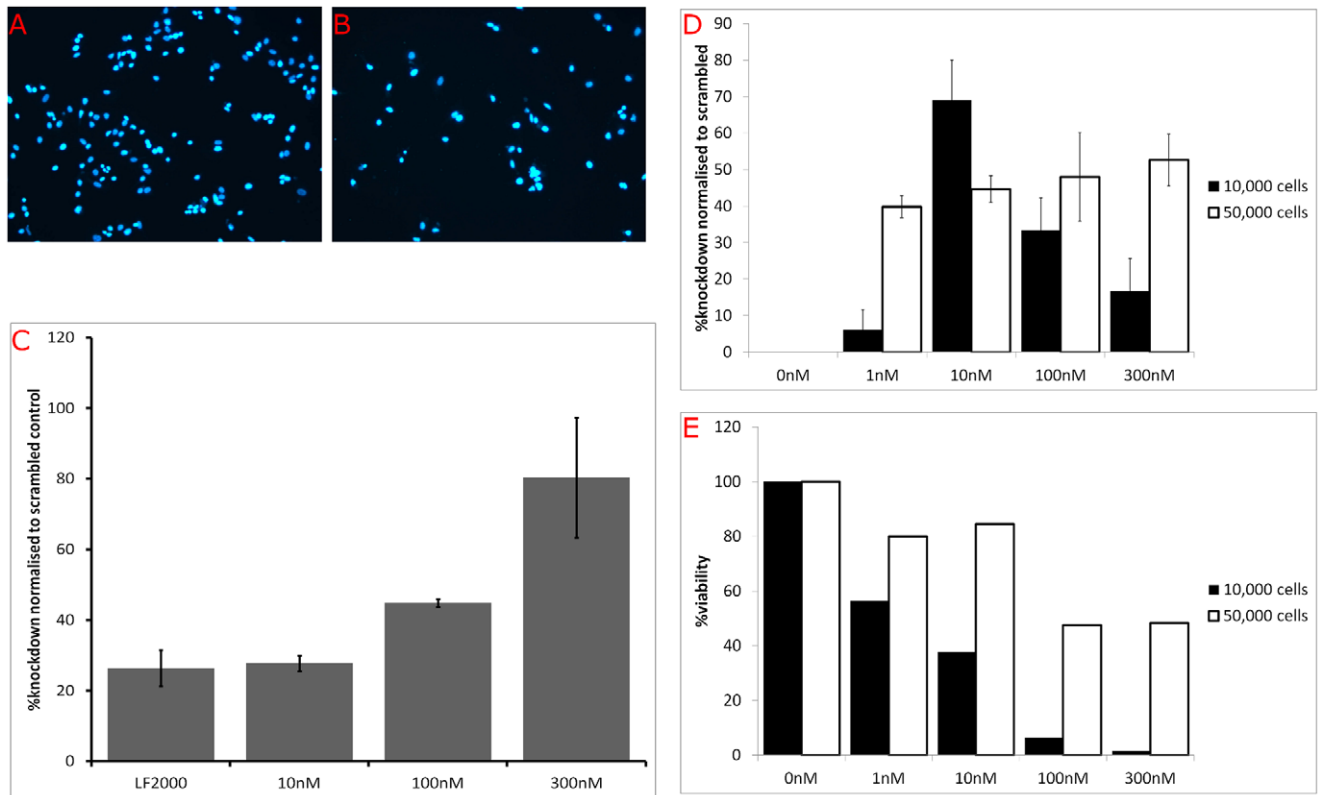 A
B
C
%knockdown normalised to scrambled control
120
100
80
60
40
20
0
LF2000 10nM 100nM 300nM
D
%knockdown normalised to scrambled
90
80
70
60
50
40
30
20
10
0
0nM 1nM 10nM 100nM 300nM
10,000 cells
50,000 cells
E
%viability
120
100
80
60
40
20
0
0nM 1nM 10nM 100nM 300nM
10,000 cells
50,000 cells